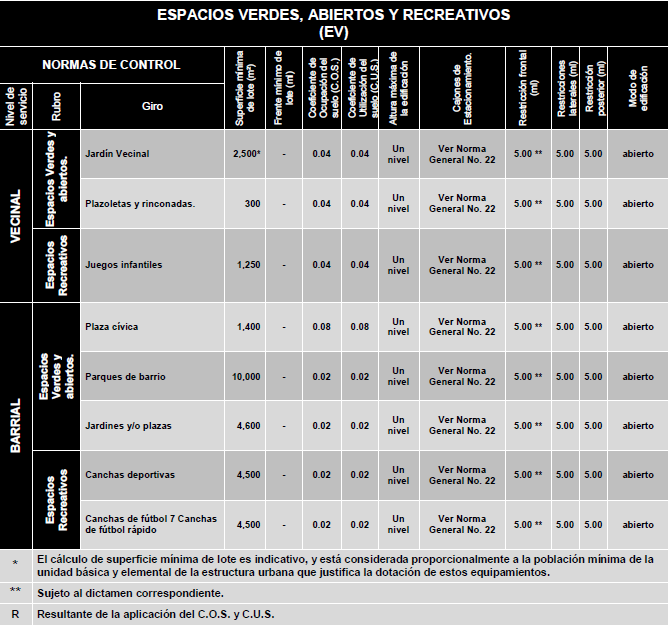 ESPACIOS VERDES, ABIERTOS Y RECREATIVOS
(EV)
NORMAS DE CONTROL
Nivel de servicio
Rubro
Giro
Superficie mínima de lote (m²)
Frente mínimo de lote (mt)
Coeficiente de Ocupación del suelo (C.O.S.)
Coeficiente de Utilización del suelo (C.U.S.)
Altura máxima de la edificación
Cajones de Estacionamiento.
Restricción frontal (ml)
Restricciones laterales (ml)
Restricción posterior (ml)
Modo de edificación
VECINAL
Espacios Verdes y abiertos.
Jardín Vecinal 2,500* - 0.04 0.04 Un nivel Ver Norma General No. 22 5.00 ** 5.00 5.00 abierto
Plazoletas y rinconadas. 300 - 0.04 0.04 Un nivel Ver Norma General No. 22 5.00 ** 5.00 5.00 abierto
Espacios Recreativos
Juegos infantiles 1,250 - 0.04 0.04 Un nivel Ver Norma General No. 22 5.00 ** 5.00 5.00 abierto
BARRIAL
Espacios Verdes y abiertos.
Plaza cívica 1,400 - 0.08 0.08 Un nivel Ver Norma General No. 22 5.00 ** 5.00 5.00 abierto
Parques de barrio 10,000 - 0.02 0.02 Un nivel Ver Norma General No. 22 5.00 ** 5.00 5.00 abierto
Jardines y/o plazas 4,600 - 0.02 0.02 Un nivel Ver Norma General No. 22 5.00 ** 5.00 5.00 abierto
Espacios Recreativos
Canchas deportivas 4,500 - 0.02 0.02 Un nivel Ver Norma General No. 22 5.00 ** 5.00 5.00 abierto
Canchas de fútbol 7 Canchas de fútbol rápido 4,500 - 0.02 0.02 Un nivel Ver Norma General No. 22 5.00 ** 5.00 5.00 abierto
* El cálculo de superficie mínima de lote es indicativo, y está considerada proporcionalmente a la población mínima de la
unidad básica y elemental de la estructura urbana que justifica la dotación de estos equipamientos.
** Sujeto al dictamen correspondiente.
R Resultante de la aplicación del C.O.S. y C.U.S.